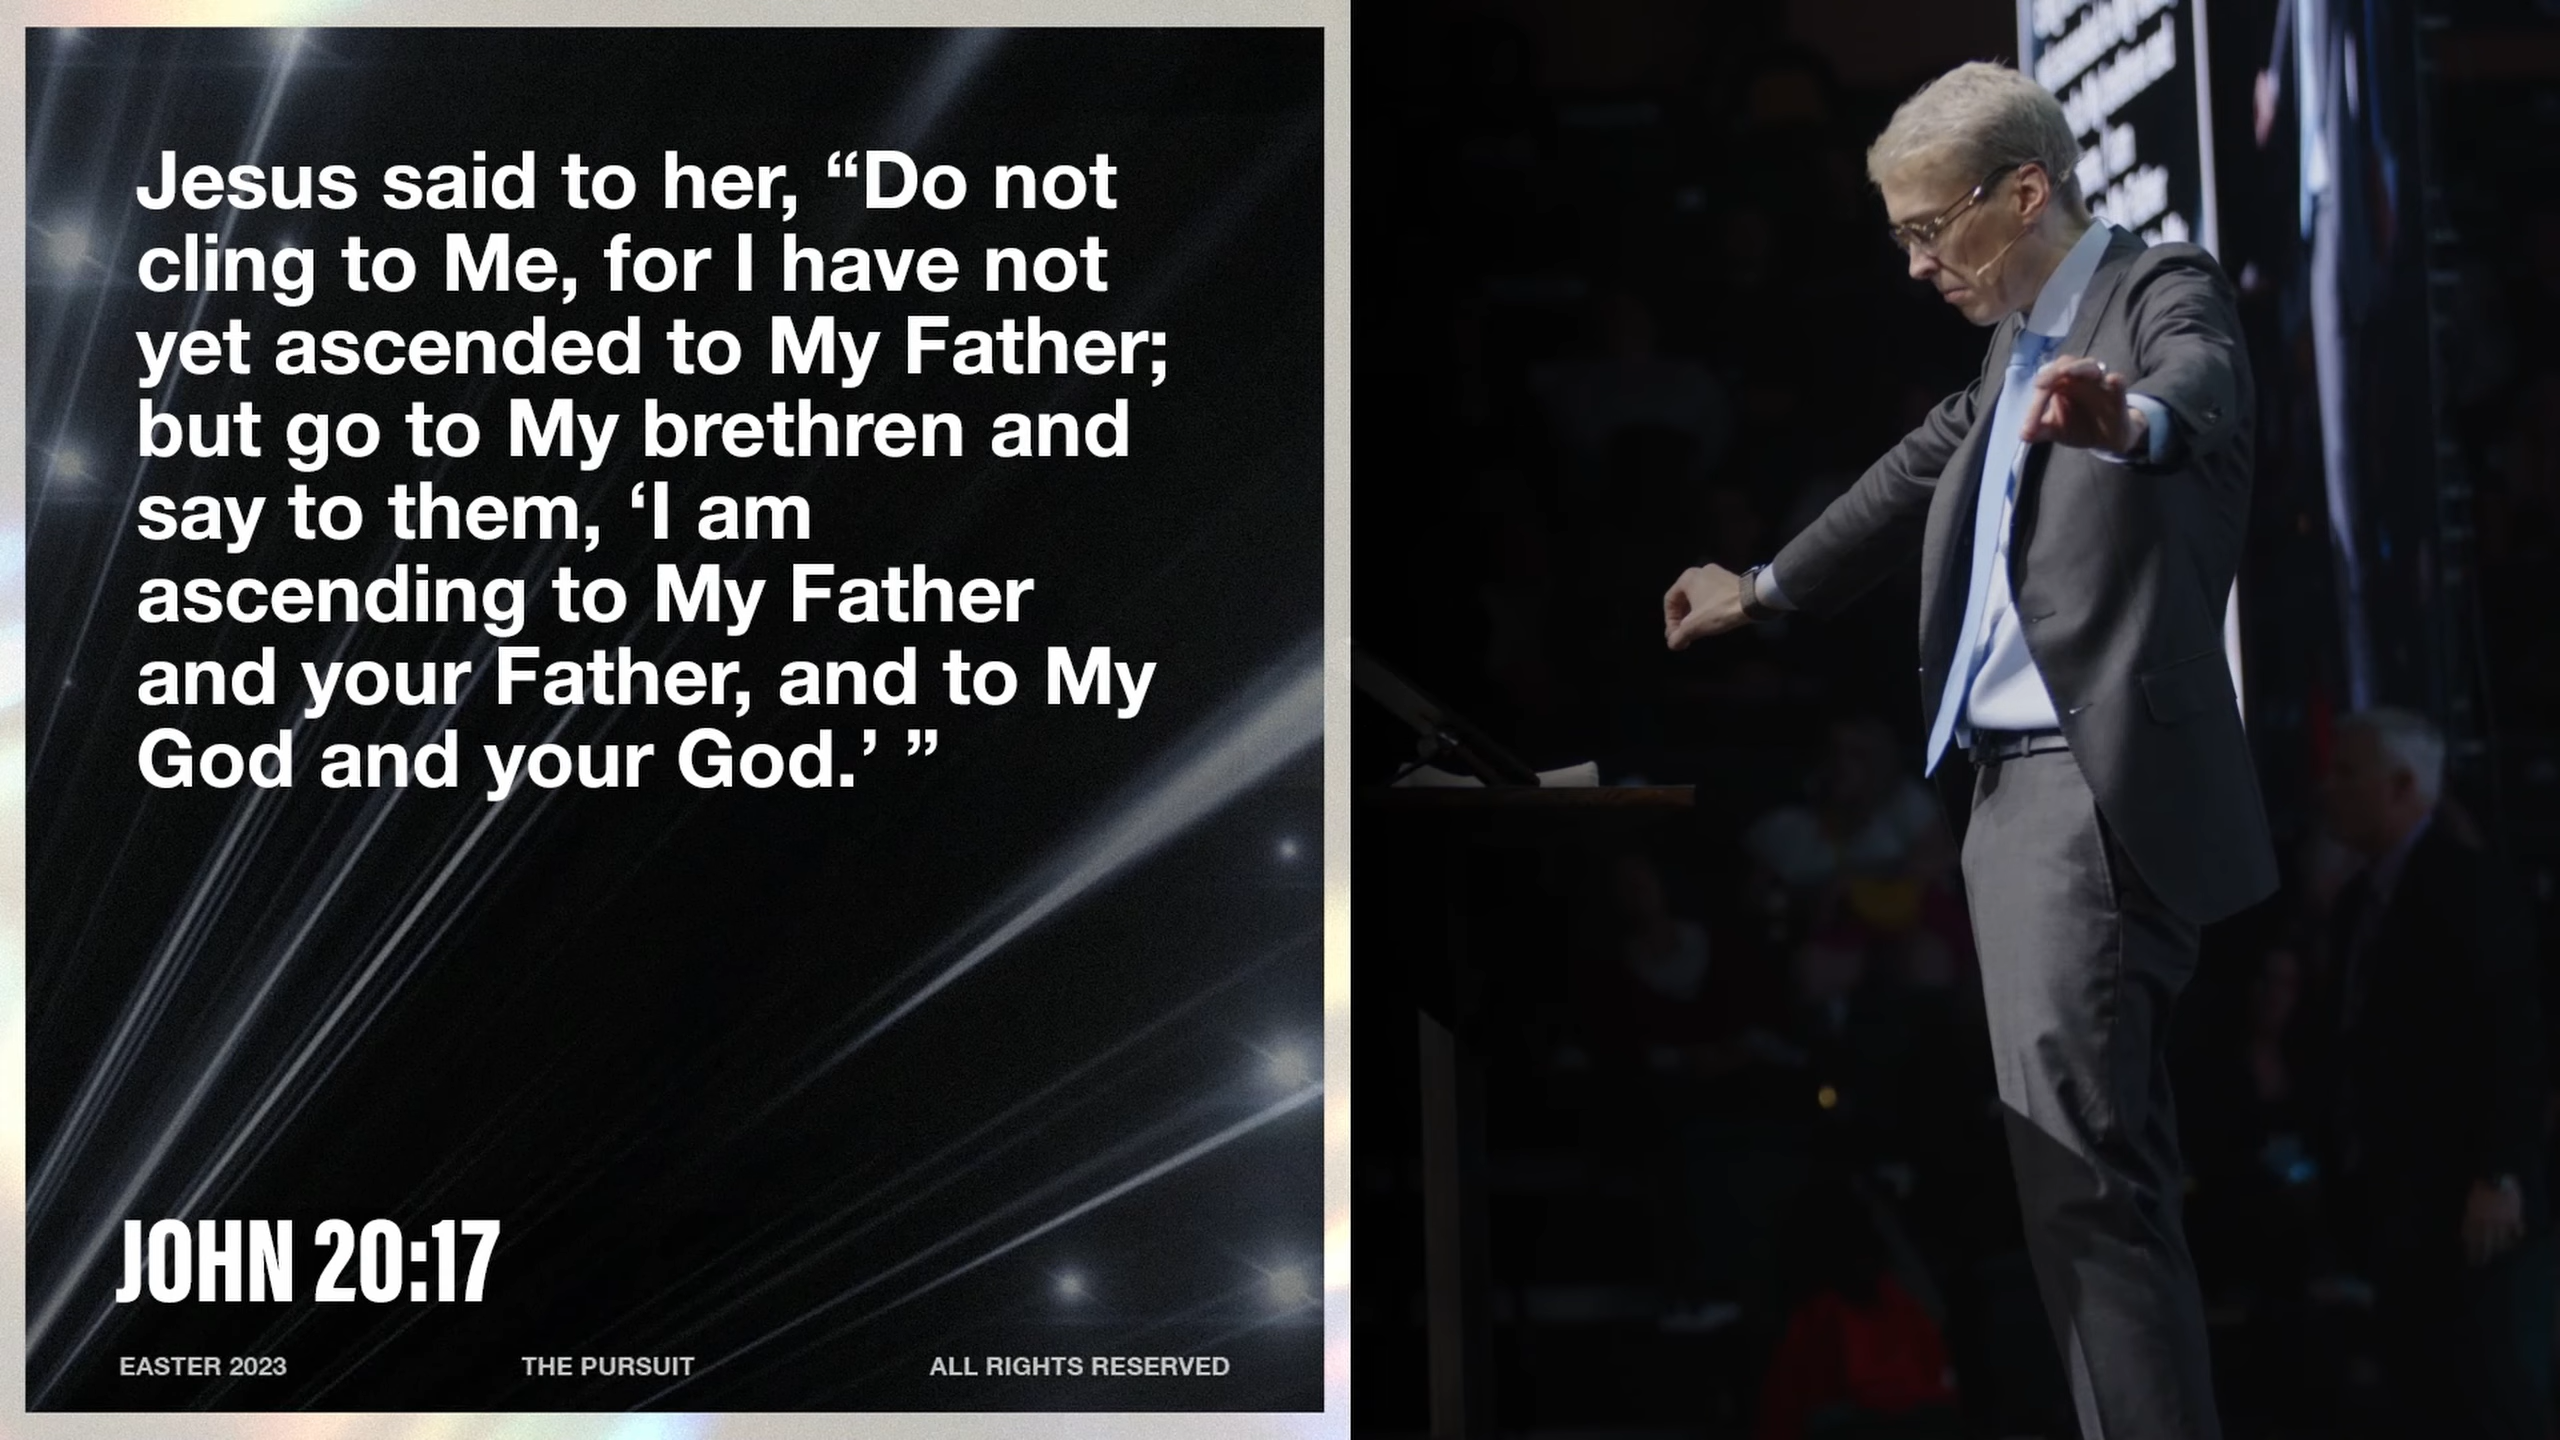 Jesus said to her, “Do not
cling to Me, for I have not
yet ascended to My Father;
but go to My brethren and
say to them, ‘I am
ascending to My Father
and your Father, and to My
God and your God.’ ”
JOHN 20:17
EASTER 2023
THE PURSUIT
ALL RIGHTS RESERVED